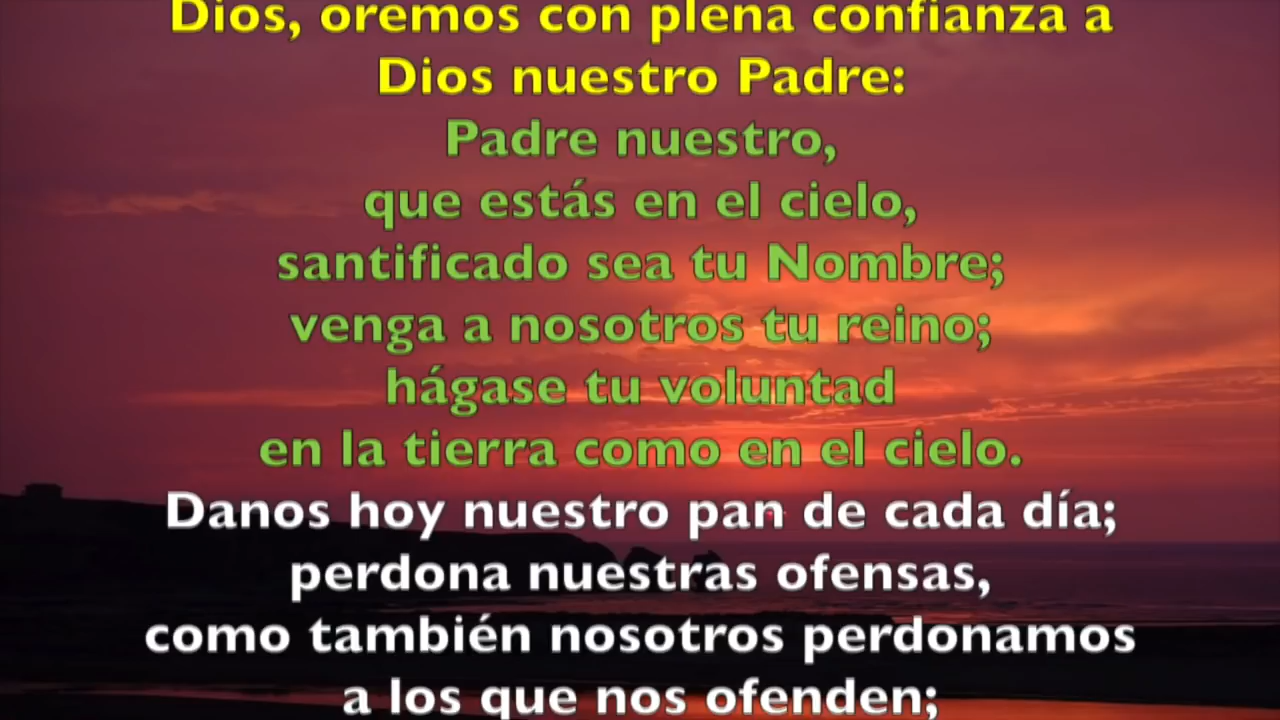 Dios, oremos con plena confianza a
Dios nuestro Padre:
Padre nuestro,
que estás en el cielo,
santificado sea tu Nombre;
venga a nosotros tu reino;
hágase tu voluntad
en la tierra como en el cielo.
Danos hoy nuestro pan de cada día;
perdona nuestras ofensas,
como también nosotros perdonamos
a los que nos ofenden;